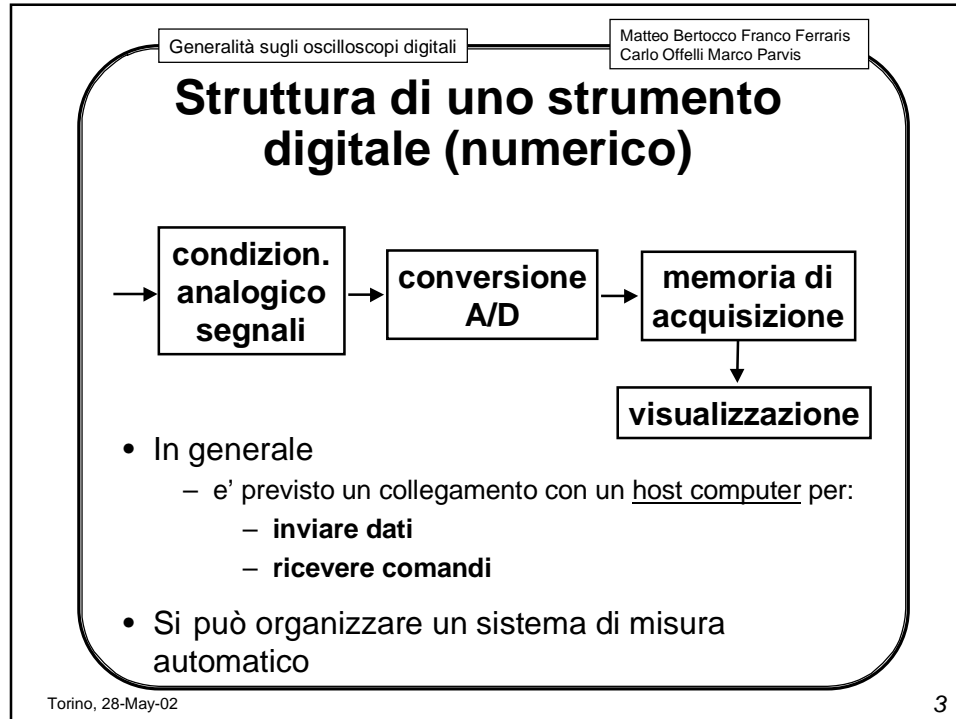 Generalità sugli oscilloscopi digitali
Matteo Bertocco Franco Ferraris
Carlo Offelli Marco Parvis
Struttura di uno strumento
digitale (numerico)
condizion.
analogico
segnali
conversione
A/D
memoria di
acquisizione
visualizzazione
• In generale
– e' previsto un collegamento con un host computer per:
– inviare dati
– ricevere comandi
• Si può organizzare un sistema di misura
automatico
Torino, 28-May-02
3